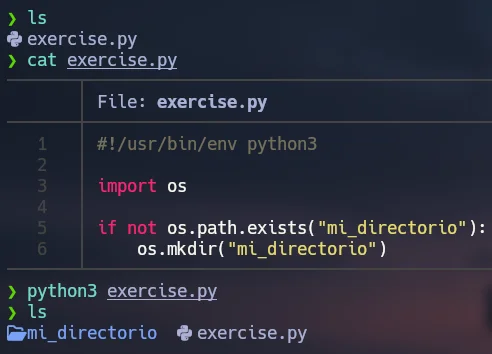 ❯ ls
exercise.py
❯ cat exercise.py
File: exercise.py
1 #!/usr/bin/env python3
2
3 import os
4
5 if not os.path.exists("mi_directorio"):
6     os.mkdir("mi_directorio")
❯ python3 exercise.py
❯ ls
mi_directorio exercise.py